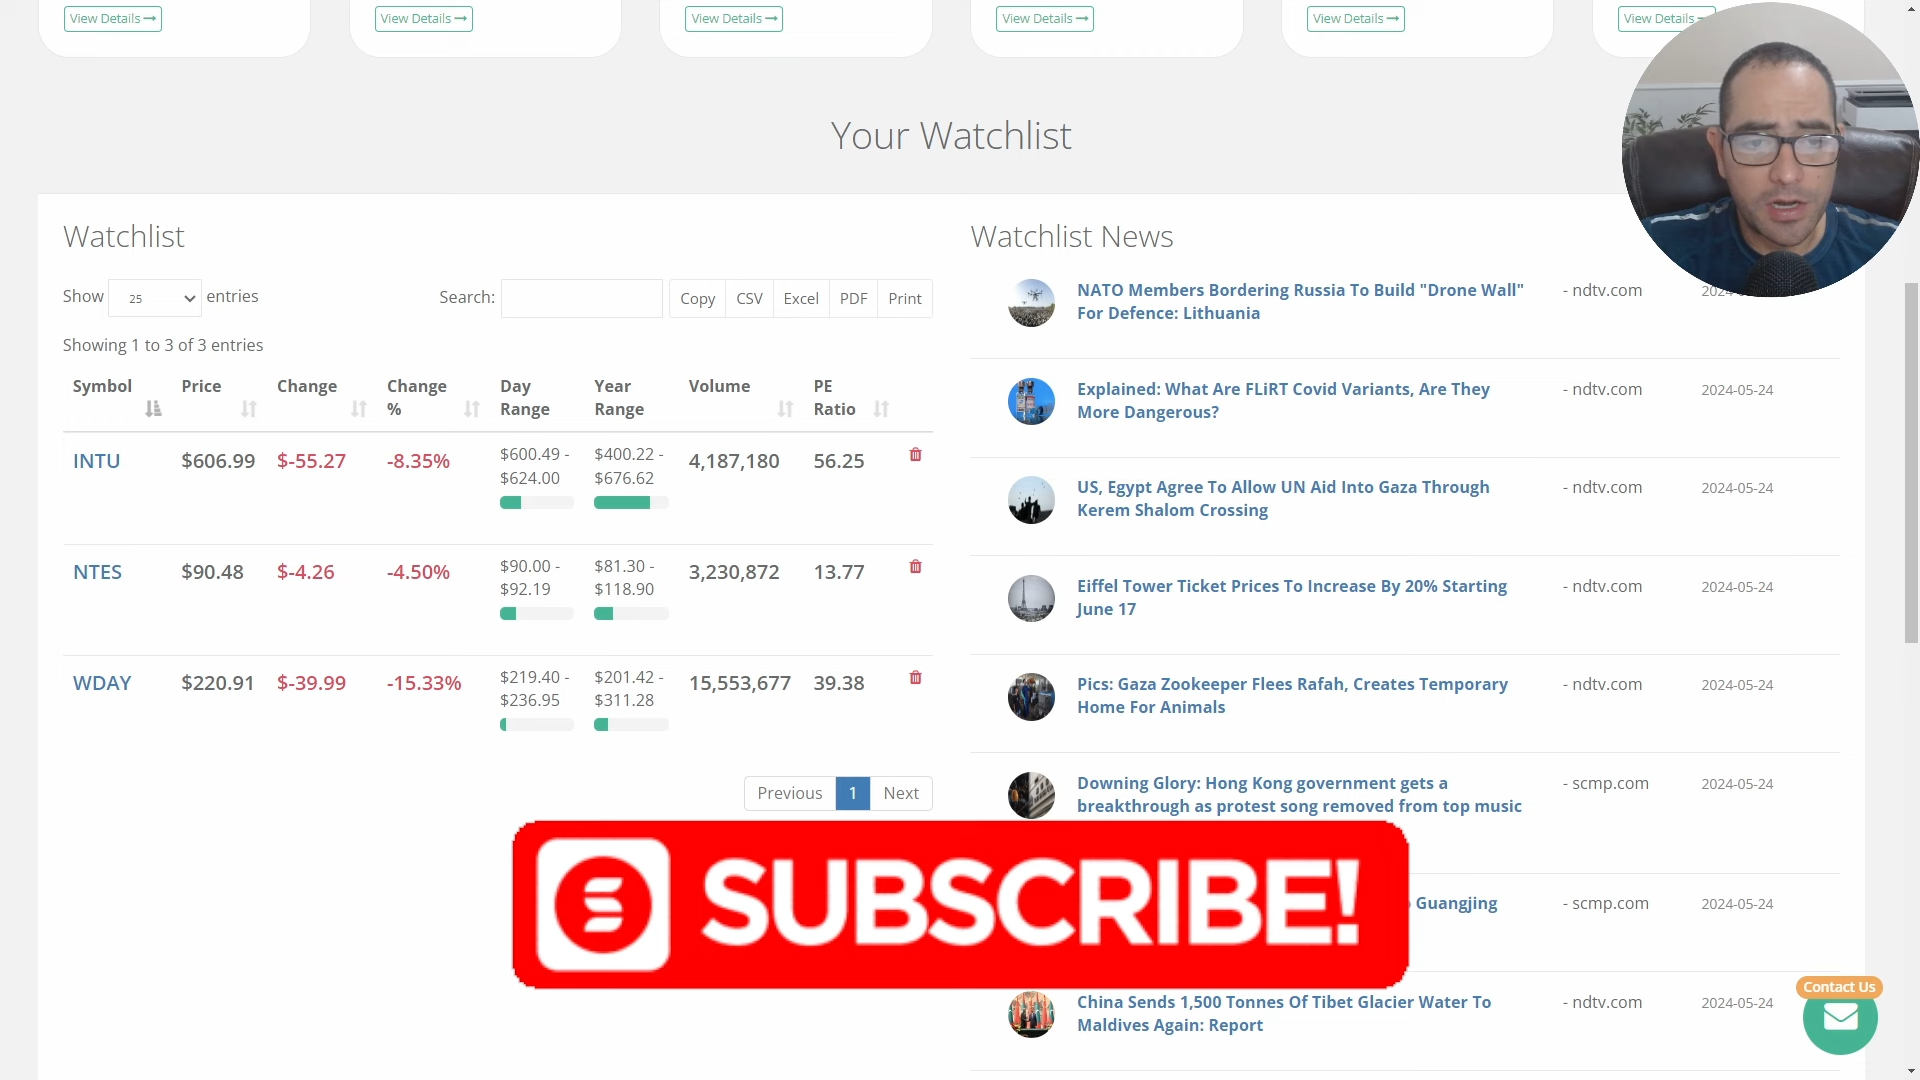 View Details
View Details
View Details
View Details
View Details
View Details
Your Watchlist
Watchlist
Show 25 entries
Search:
Copy CSV Excel PDF Print
Showing 1 to 3 of 3 entries
Symbol Price Change Change % Day Range Year Range Volume PE Ratio
INTU $606.99 $-55.27 -8.35% $600.49 - $624.00 $400.22 - $676.62 4,187,180 56.25
NTES $90.48 $-4.26 -4.50% $90.00 - $92.19 $81.30 - $118.90 3,230,872 13.77
WDAY $220.91 $-39.99 -15.33% $219.40 - $236.95 $201.42 - $311.28 15,553,677 39.38
Previous 1 Next
Watchlist News
NATO Members Bordering Russia To Build "Drone Wall" - ndtv.com
For Defence: Lithuania
Explained: What Are FLiRT Covid Variants, Are They - ndtv.com 2024-05-24
More Dangerous?
US, Egypt Agree To Allow UN Aid Into Gaza Through - ndtv.com 2024-05-24
Kerem Shalom Crossing
Eiffel Tower Ticket Prices To Increase By 20% Starting - ndtv.com 2024-05-24
June 17
Pics: Gaza Zookeeper Flees Rafah, Creates Temporary - ndtv.com 2024-05-24
Home For Animals
Downing Glory: Hong Kong government gets a - scmp.com 2024-05-24
breakthrough as protest song removed from top music
Guangjing - scmp.com 2024-05-24
China Sends 1,500 Tonnes Of Tibet Glacier Water To - ndtv.com 2024-05-24
Maldives Again: Report
SUBSCRIBE!
Contact Us